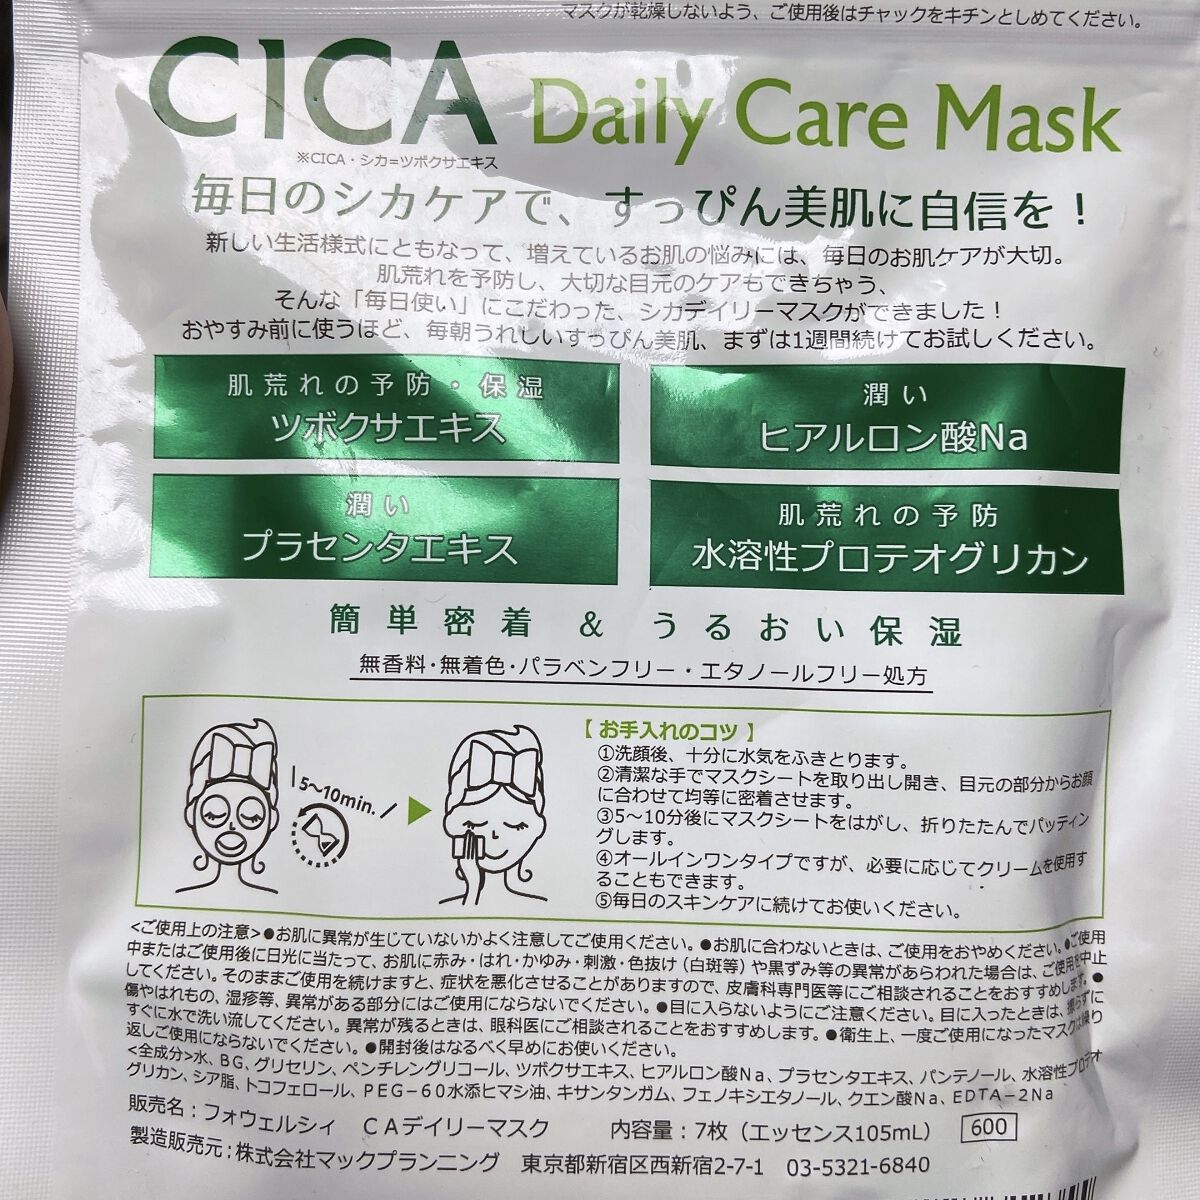 マスクが乾燥しないよう、ご使用後はチャックをキチンとしめてください。
CICA Daily Care Mask
※CICA・シカ=ツボクサエキス
毎日のシカケアで、すっぴん美肌に自信を！
新しい生活様式にともなって、増えているお肌の悩みには、毎日のお肌ケアが大切。
肌荒れを予防し、大切な目元のケアもできちゃう、
そんな「毎日使い」にこだわった、シカデイリーマスクができました！
おやすみ前に使うほど、毎朝うれしいすっぴん美肌、まずは1週間続けてお試しください。
肌荒れの予防・保湿
ツボクサエキス
潤い
ヒアルロン酸Na
潤い
プラセンタエキス
肌荒れの予防
水溶性プロテオグリカン
簡単密着 & うるおい保湿
無香料・無着色・パラベンフリー・エタノールフリー処方
5～10min.
【 お手入れのコツ 】
①洗顔後、十分に水気をふきとります。
②清潔な手でマスクシートを取り出し開き、目元の部分からお顔
に合わせて均等に密着させます。
③5～10分後にマスクシートをはがし、折りたたんでパッティン
グします。
④オールインワンタイプですが、必要に応じてクリームを使用す
ることもできます。
⑤毎日のスキンケアに続けてお使いください。
<ご使用上の注意>●お肌に異常が生じていないかよく注意してご使用ください。●お肌に合わないときは、ご使用をおやめください。●ご使用
中またはご使用後に日光に当たって、お肌に赤み・はれ・かゆみ・刺激・色抜け（白斑等）や黒ずみ等の異常があらわれた場合は、ご使用を中止
してください。そのままご使用を続けますと、症状を悪化させることがありますので、皮膚科専門医等にご相談されることをおすすめします。●
傷やはれもの、湿疹等、異常がある部分にはご使用にならないでください。●目に入らないようにご注意ください。目に入ったときは、擦らずに
すぐに水で洗い流してください。異常が残るときは、眼科医にご相談されることをおすすめします。●衛生上、一度ご使用になったマスクは繰り
返しご使用にならないでください。●開封後はなるべく早めにお使いください。
<全成分>水、BG、グリセリン、ペンチレングリコール、ツボクサエキス、ヒアルロン酸Na、プラセンタエキス、パンテノール、水溶性プロテオ
グリカン、シア脂、トコフェロール、PEG－60水添ヒマシ油、キサンタンガム、フェノキシエタノール、クエン酸Na、EDTA－2Na
販売名：フォウェルシィ　CAデイリーマスク　内容量：7枚（エッセンス105mL） 600
製造販売元：株式会社マックプランニング　東京都新宿区西新宿2-7-1　03-5321-6840